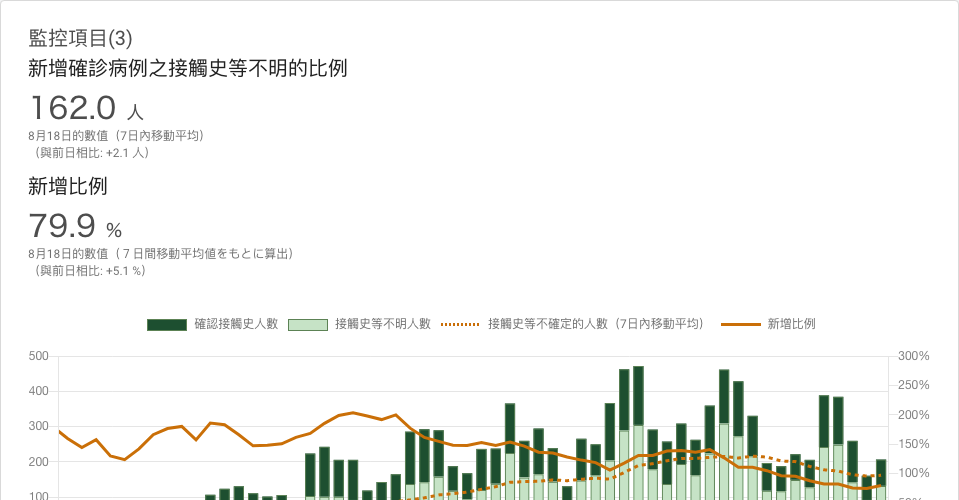 監控項目(3)
新增確診病例之接觸史等不明的比例
162.0 人
8月18日的數值（7日內移動平均）
（與前日相比: +2.1 人）
新增比例
79.9 %
8月18日的數值（７日間移動平均値をもとに算出）
（與前日相比: +5.1 %）
確認接觸史人數 接觸史等不明人數 接觸史等不確定的人數（7日內移動平均） 新增比例
500 300%
250%
400
200%
300
150%
200
100%
100